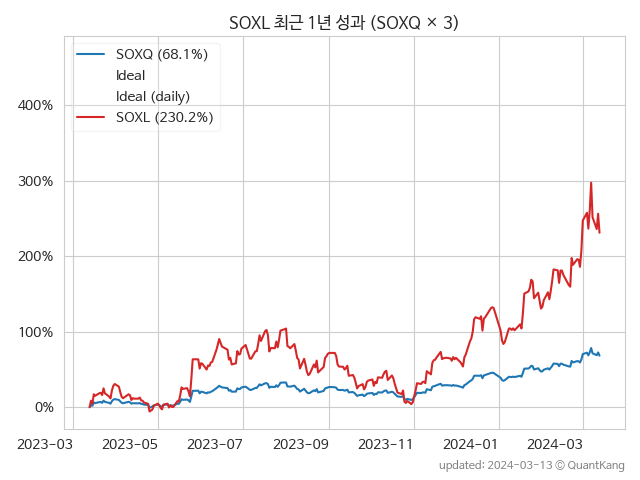 SOXL 최근 1년 성과 (SOXQ × 3)
SOXQ (68.1%)
Ideal
Ideal (daily)
SOXL (230.2%)
400%
300%
200%
100%
0%
2023-03 2023-05 2023-07 2023-09 2023-11 2024-01 2024-03
updated: 2024-03-13 ⓒ QuantKang